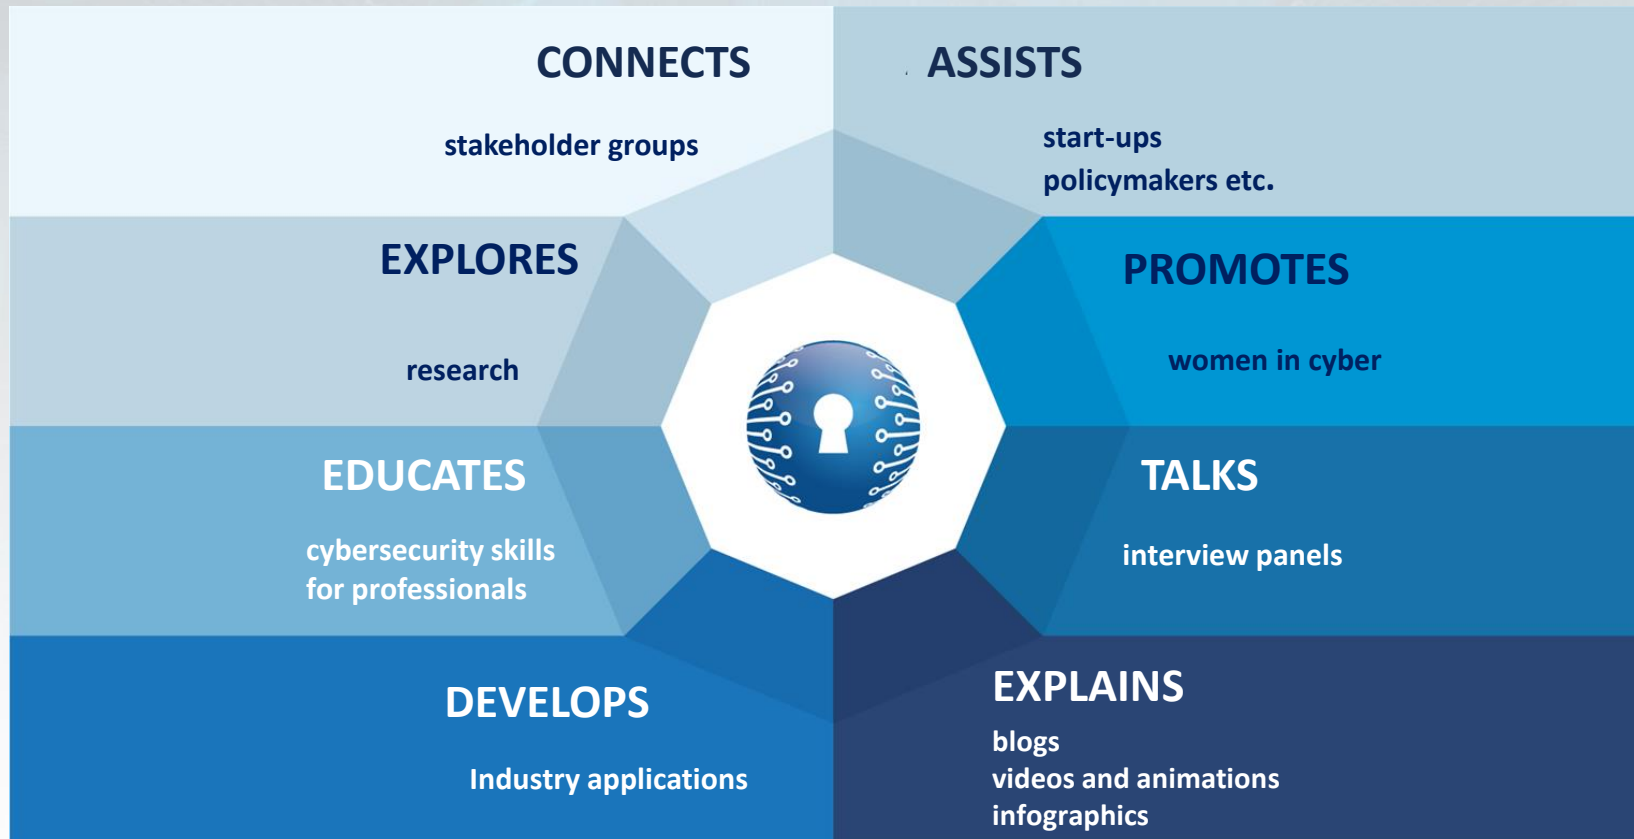 CONNECTS
stakeholder groups
ASSISTS
start-ups
policymakers etc.
EXPLORES
research
PROMOTES
women in cyber
EDUCATES
cybersecurity skills
for professionals
TALKS
interview panels
DEVELOPS
Industry applications
EXPLAINS
blogs
videos and animations
infographics